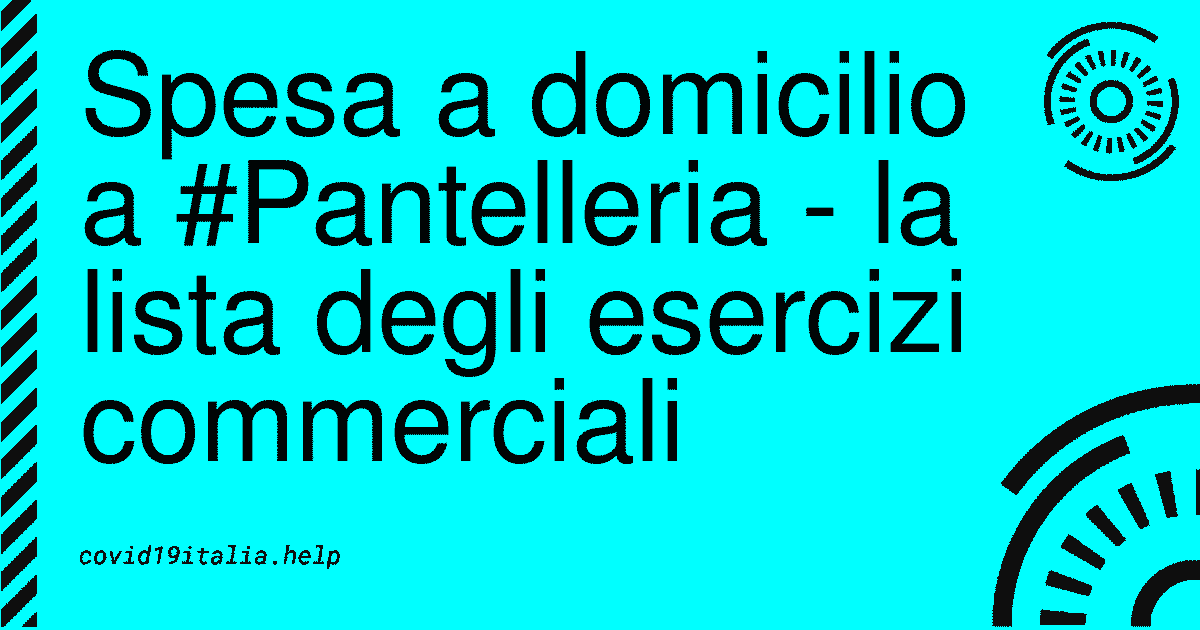 Spesa a domicilio
a #Pantelleria - la
lista degli esercizi
commerciali
covid19italia.help